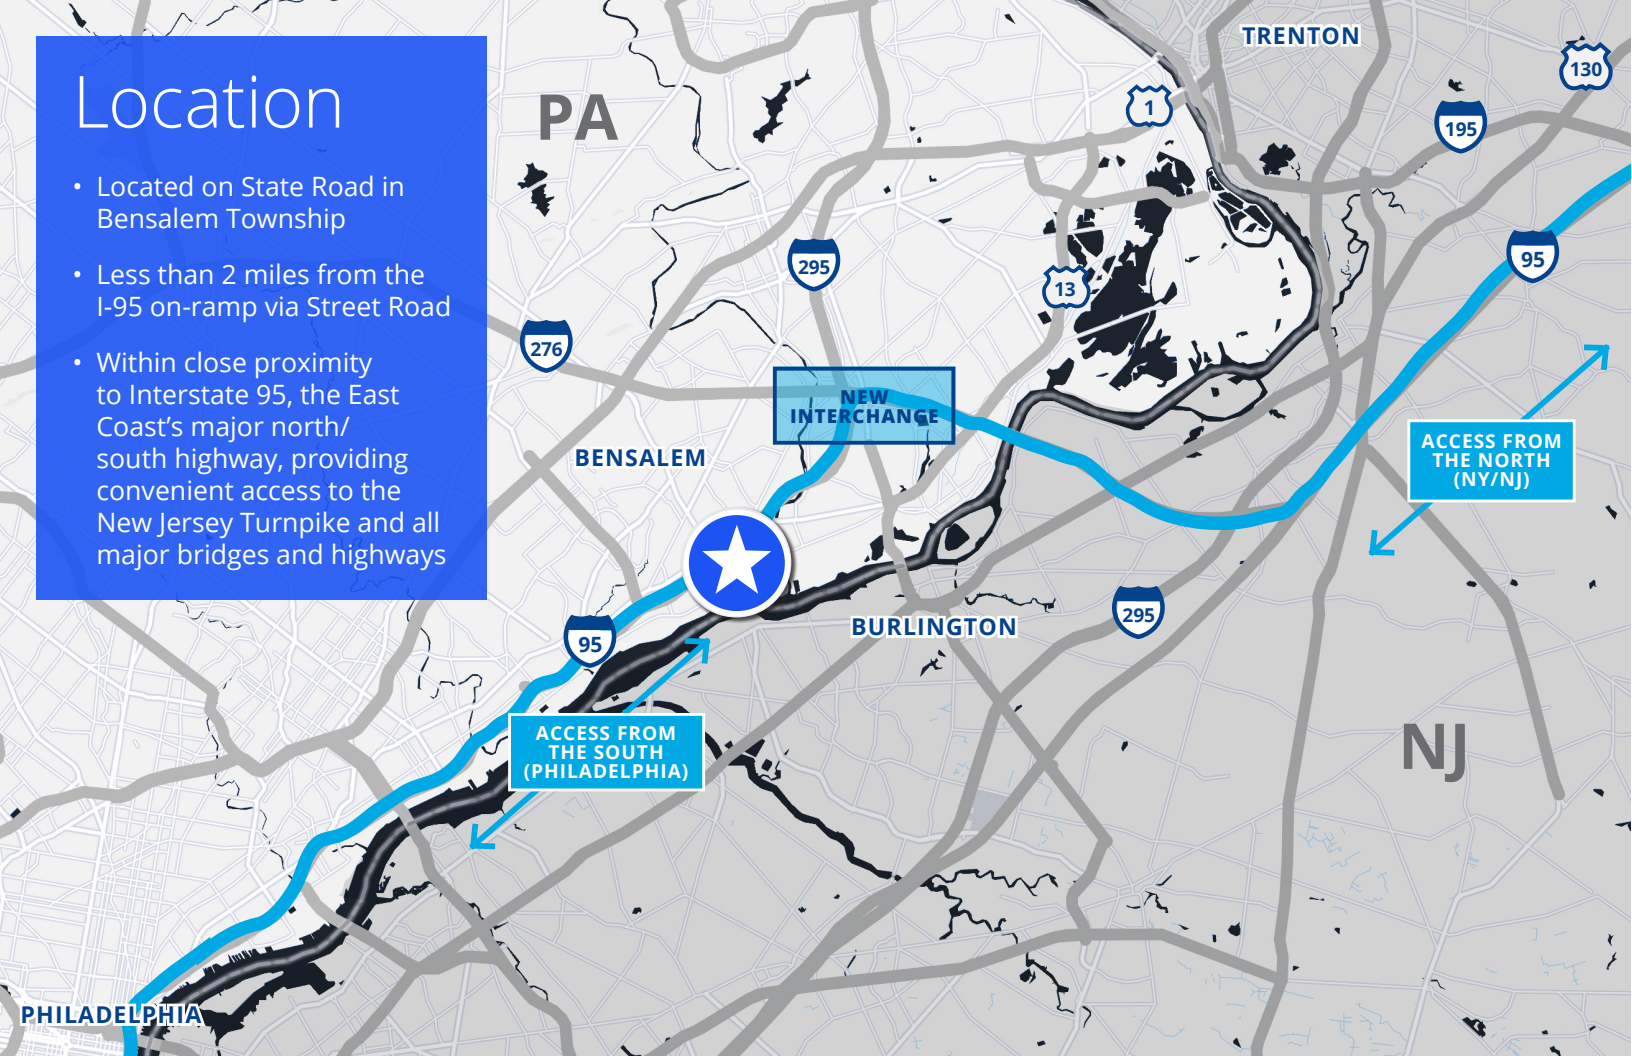 Location
• Located on State Road in
Bensalem Township
• Less than 2 miles from the
I-95 on-ramp via Street Road
• Within close proximity
to Interstate 95, the East
Coast’s major north/
south highway, providing
convenient access to the
New Jersey Turnpike and all
major bridges and highways
TRENTON
130
PA
1
195
295
95
13
276
NEW
INTERCHANGE
BENSALEM
ACCESS FROM
THE NORTH
(NY/NJ)
295
BURLINGTON
95
ACCESS FROM
THE SOUTH
(PHILADELPHIA)
NJ
PHILADELPHIA